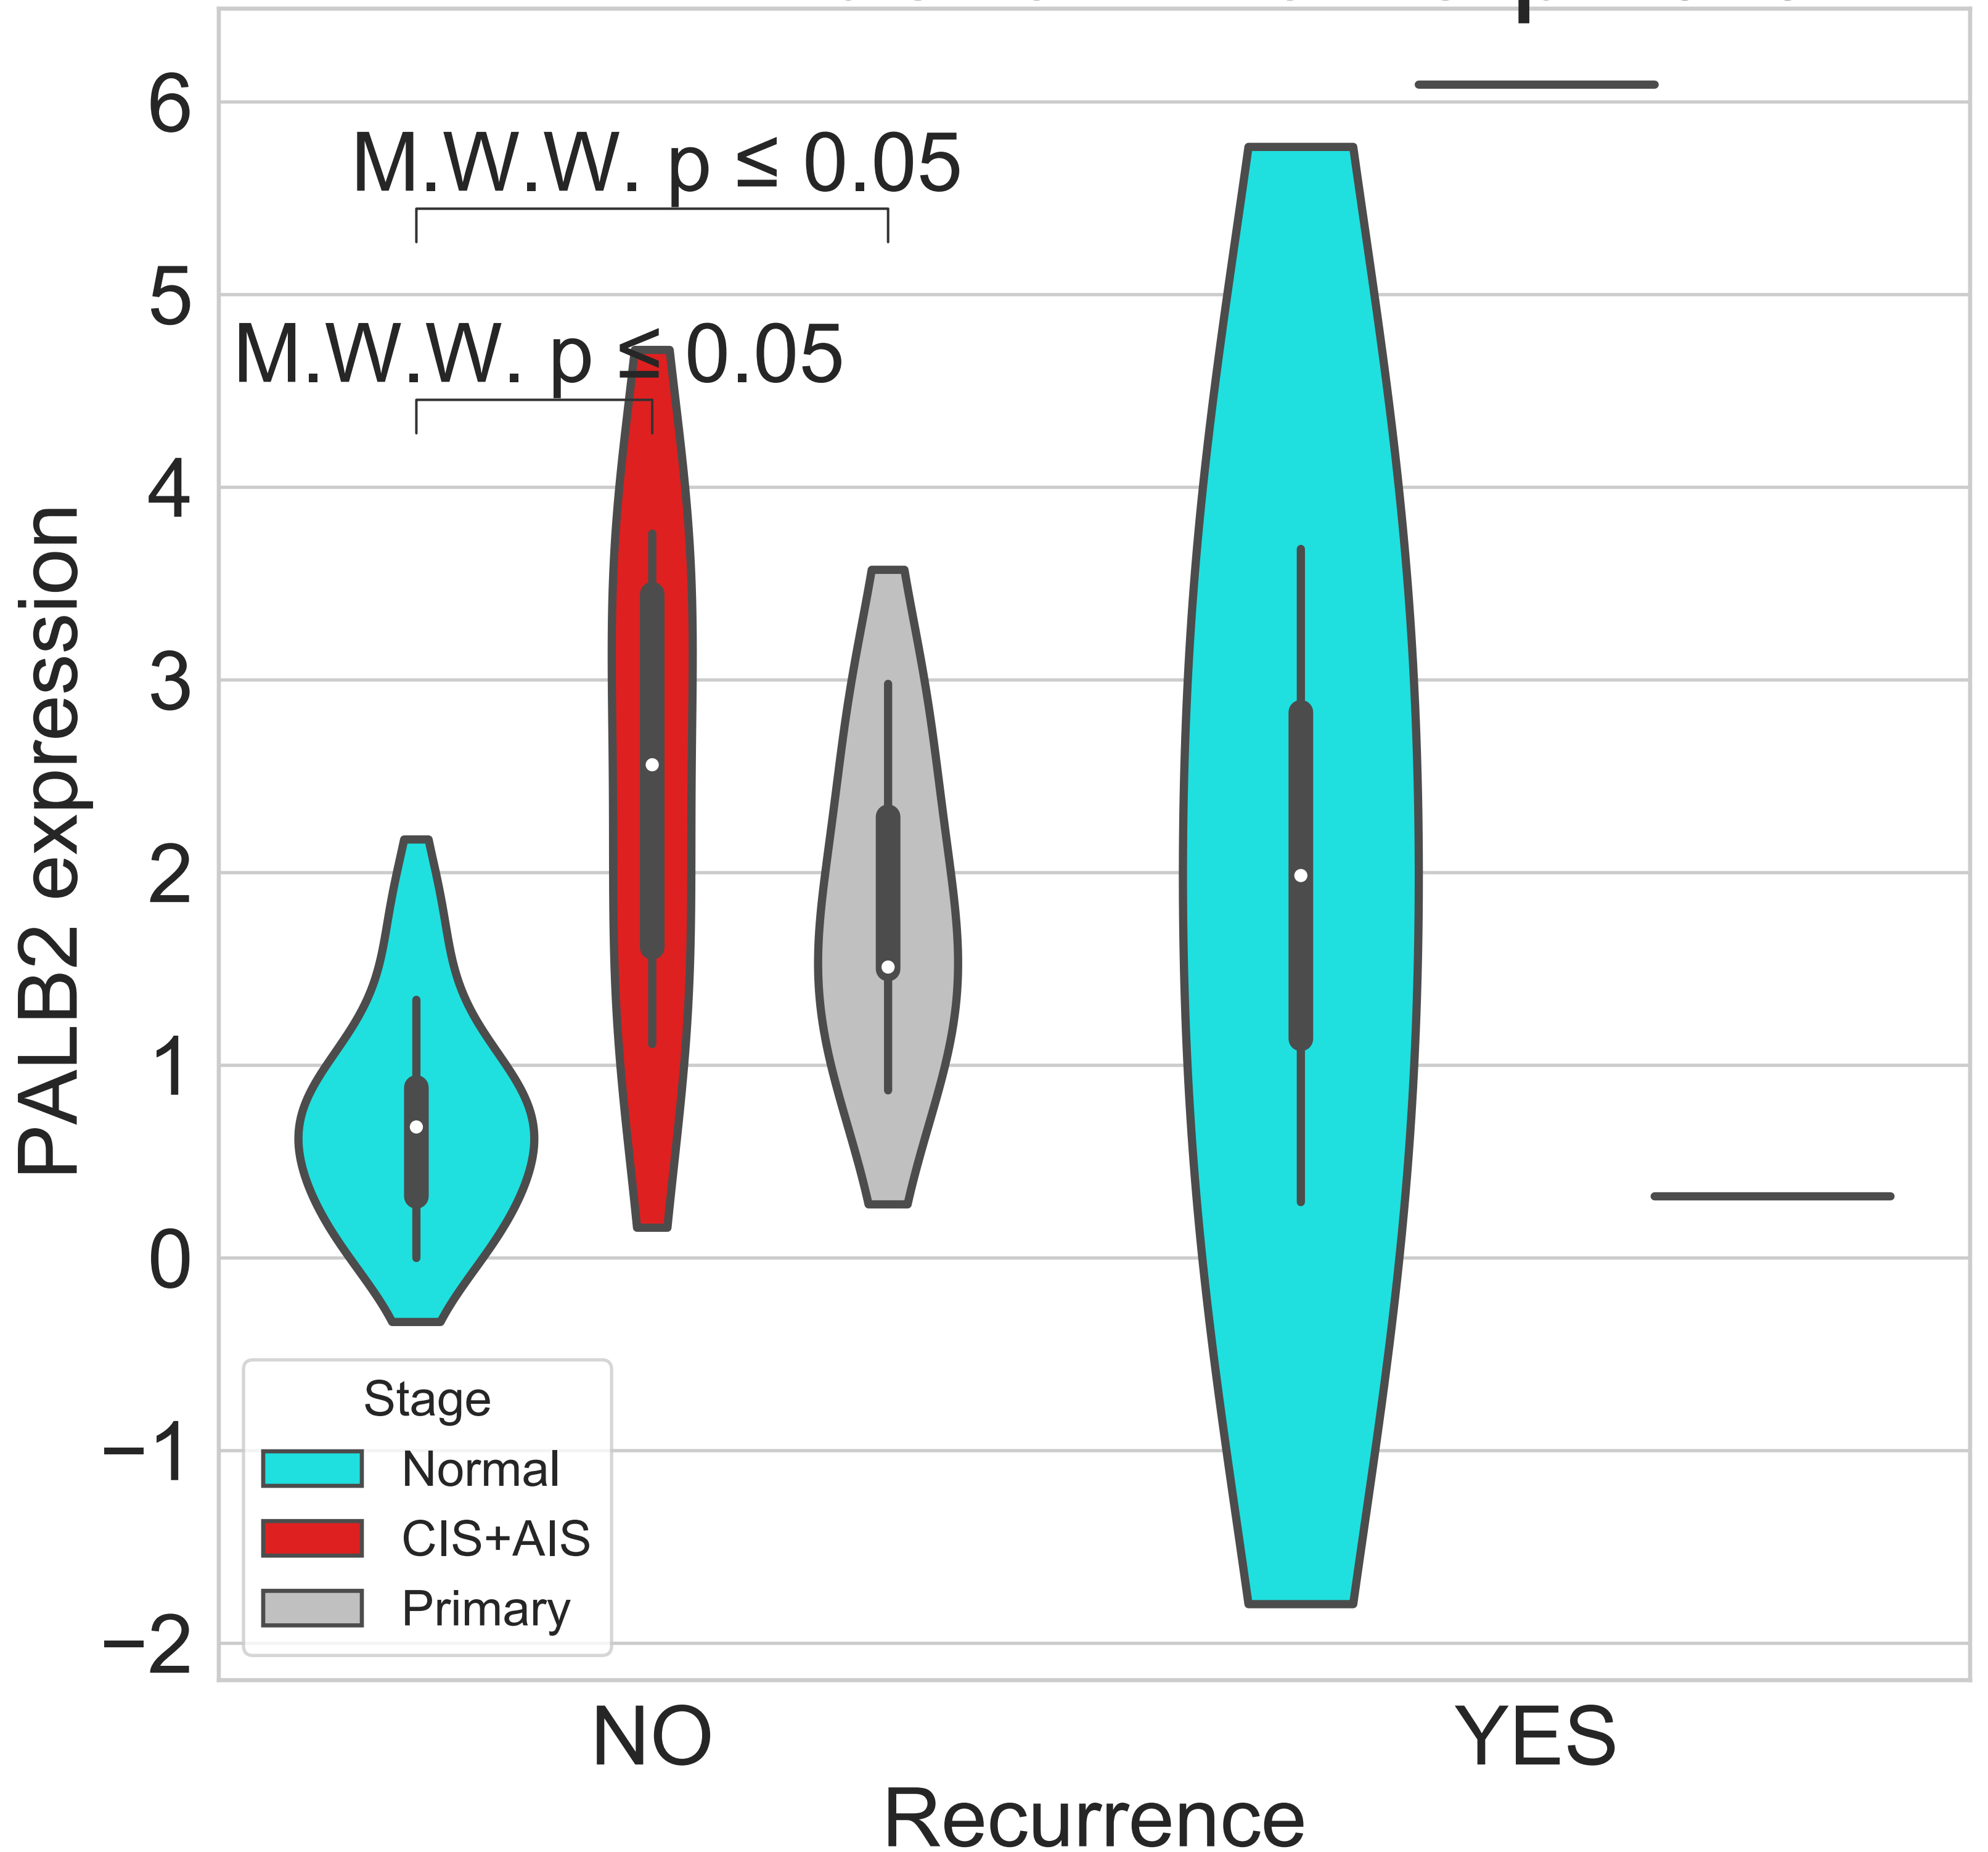 6
5
4
3
2
1
0
−1
−2
PALB2 expression
M.W.W. p ≤ 0.05
M.W.W. p ≤ 0.05
Stage
Normal
CIS+AIS
Primary
NO
YES
Recurrence